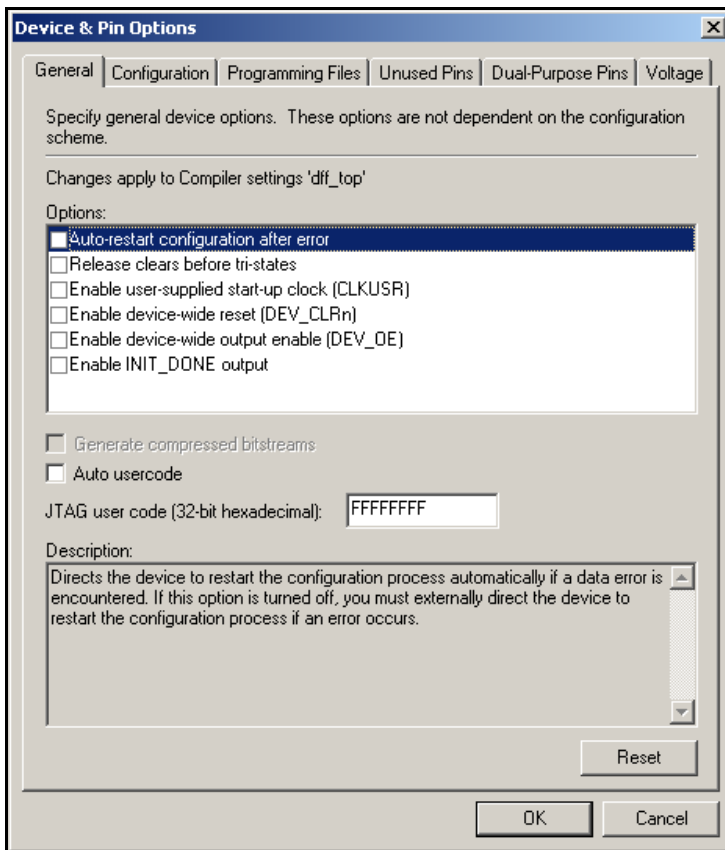 Device & Pin Options
General Configuration Programming Files Unused Pins Dual-Purpose Pins Voltage
Specify general device options. These options are not dependent on the configuration
scheme.
Changes apply to Compiler settings 'dff_top'
Options:
Auto-restart configuration after error
Release clears before tri-states
Enable user-supplied start-up clock (CLKUSR)
Enable device-wide reset (DEV_CLRn)
Enable device-wide output enable (DEV_OE)
Enable INIT_DONE output
Generate compressed bitstreams
Auto usercode
JTAG user code (32-bit hexadecimal): FFFFFFFF
Description:
Directs the device to restart the configuration process automatically if a data error is
encountered. If this option is turned off, you must externally direct the device to
restart the configuration process if an error occurs.
Reset
OK Cancel